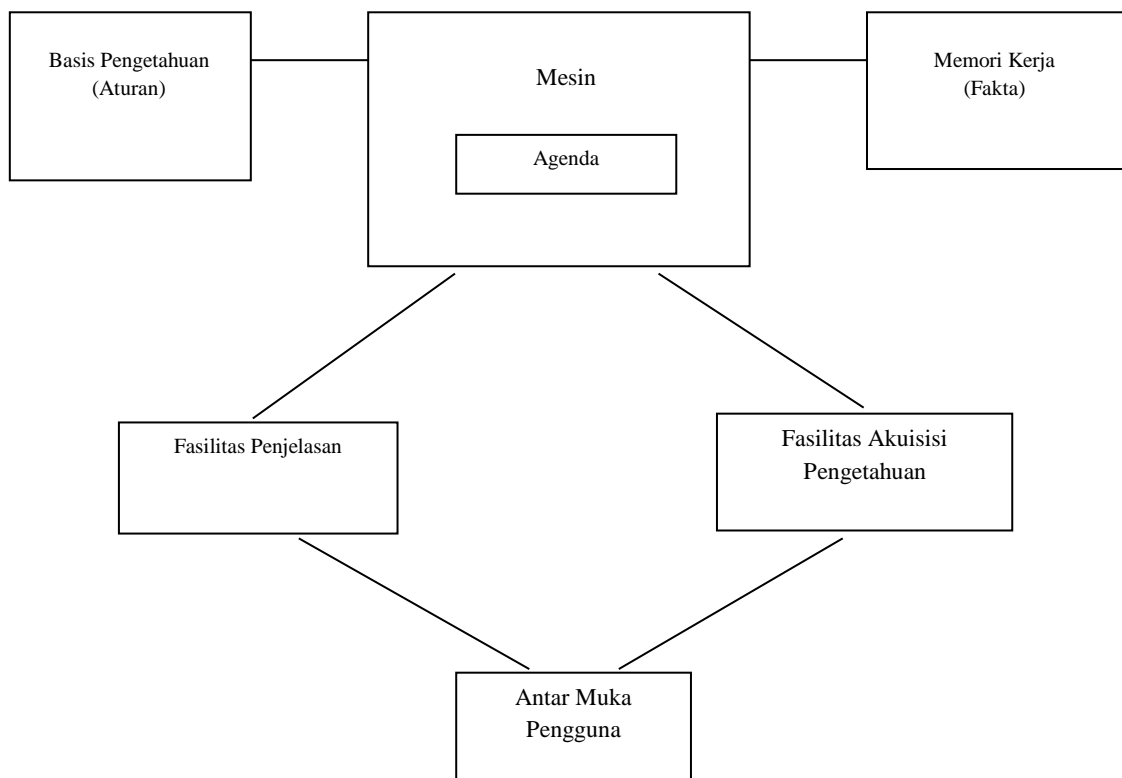 Basis Pengetahuan
(Aturan)
Mesin
Agenda
Memori Kerja
(Fakta)
Fasilitas Penjelasan
Fasilitas Akuisisi
Pengetahuan
Antar Muka
Pengguna